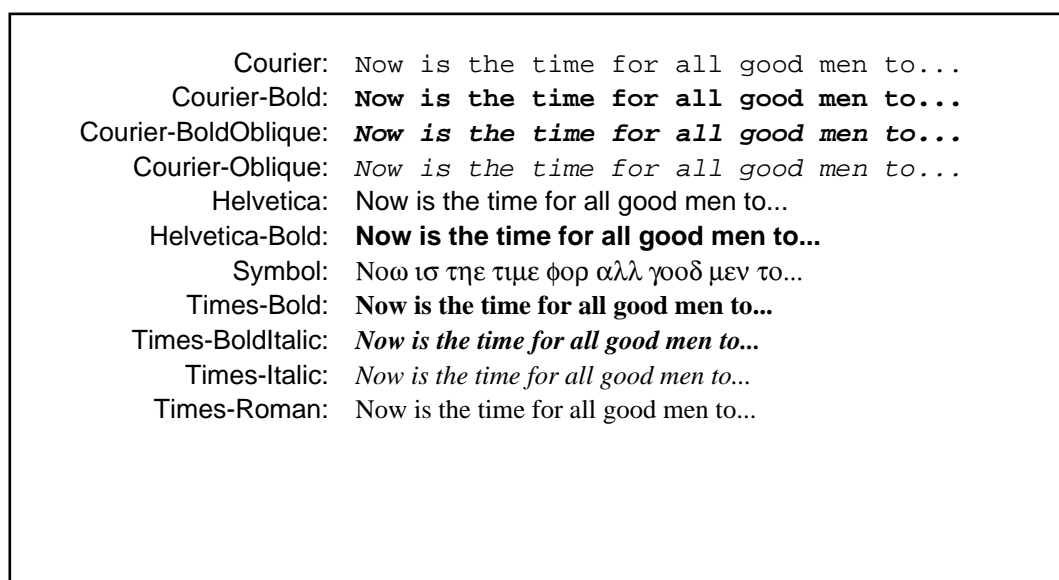 Courier: Now is the time for all good men to...
Courier-Bold: Now is the time for all good men to...
Courier-BoldOblique: Now is the time for all good men to...
Courier-Oblique: Now is the time for all good men to...
Helvetica: Now is the time for all good men to...
Helvetica-Bold: Now is the time for all good men to...
Symbol: Νοω ισ τηε τιμε φορ αλλ γοοδ μεν το...
Times-Bold: Now is the time for all good men to...
Times-BoldItalic: Now is the time for all good men to...
Times-Italic: Now is the time for all good men to...
Times-Roman: Now is the time for all good men to...